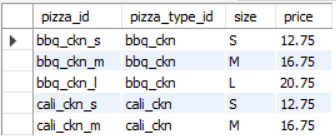 pizza_id pizza_type_id size price
bbq_ckn_s bbq_ckn S 12.75
bbq_ckn_m bbq_ckn M 16.75
bbq_ckn_l bbq_ckn L 20.75
cali_ckn_s cali_ckn S 12.75
cali_ckn_m cali_ckn M 16.75